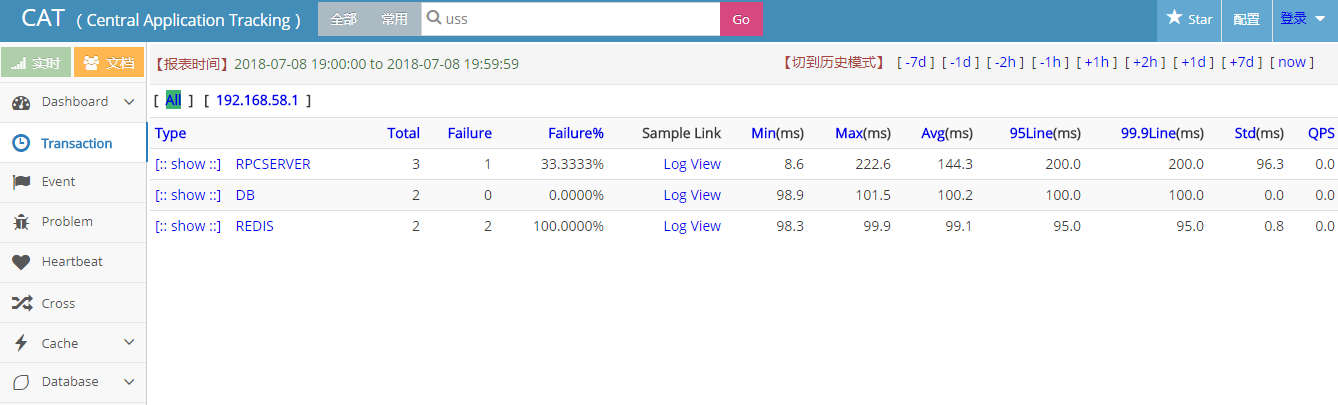 CAT ( Central Application Tracking ) 全部 常用 uss Go Star 配置 登录
实时 文档 【报表时间】2018-07-08 19:00:00 to 2018-07-08 19:59:59 【切到历史模式】 [ -7d ] [ -1d ] [ -2h ] [ -1h ] [ +1h ] [ +2h ] [ +1d ] [ +7d ] [ now ]
[ All ] [ 192.168.58.1 ]
Dashboard
Transaction
Event
Problem
Heartbeat
Cross
Cache
Database
Type Total Failure Failure% Sample Link Min(ms) Max(ms) Avg(ms) 95Line(ms) 99.9Line(ms) Std(ms) QPS
[:: show ::] RPCSERVER 3 1 33.3333% Log View 8.6 222.6 144.3 200.0 200.0 96.3 0.0
[:: show ::] DB 2 0 0.0000% Log View 98.9 101.5 100.2 100.0 100.0 0.0 0.0
[:: show ::] REDIS 2 2 100.0000% Log View 98.3 99.9 99.1 95.0 95.0 0.8 0.0